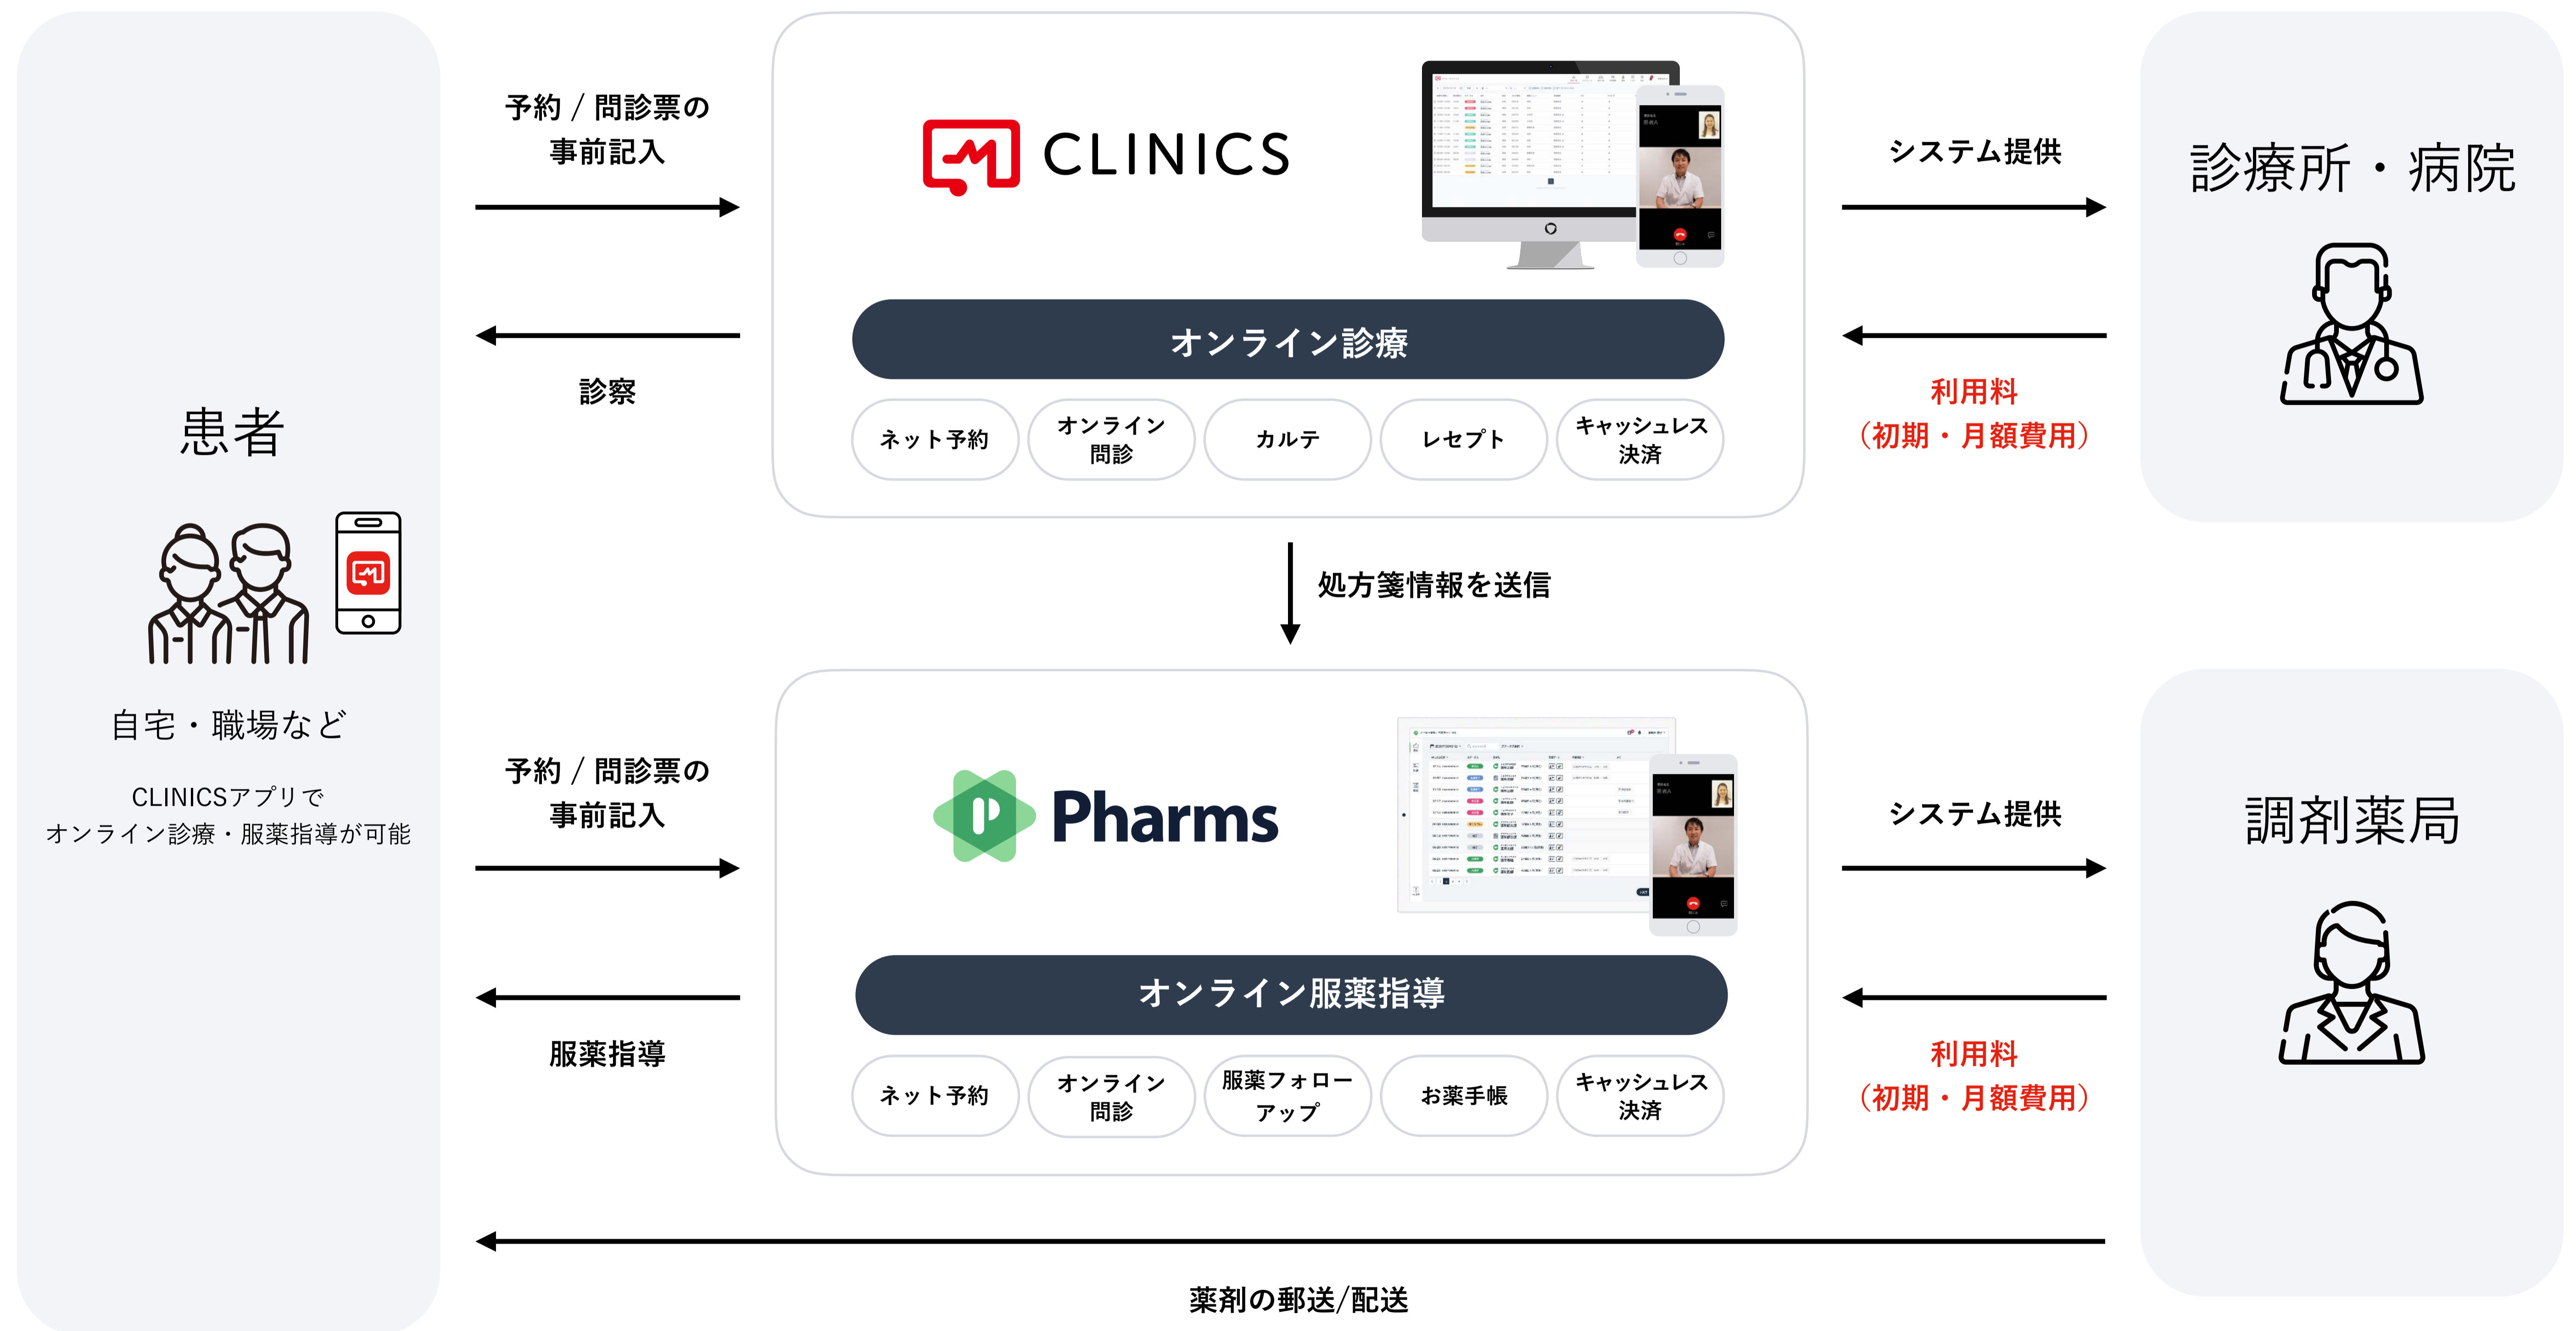 患者
自宅・職場など
CLINICSアプリで
オンライン診療・服薬指導が可能
予約 / 問診票の
事前記入
診察
CLINICS
オンライン診療
ネット予約
オンライン
問診
カルテ
レセプト
キャッシュレス
決済
システム提供
利用料
（初期・月額費用）
診療所・病院
処方箋情報を送信
予約 / 問診票の
事前記入
服薬指導
Pharms
オンライン服薬指導
ネット予約
オンライン
問診
服薬フォロー
アップ
お薬手帳
キャッシュレス
決済
システム提供
利用料
（初期・月額費用）
調剤薬局
薬剤の郵送/配送